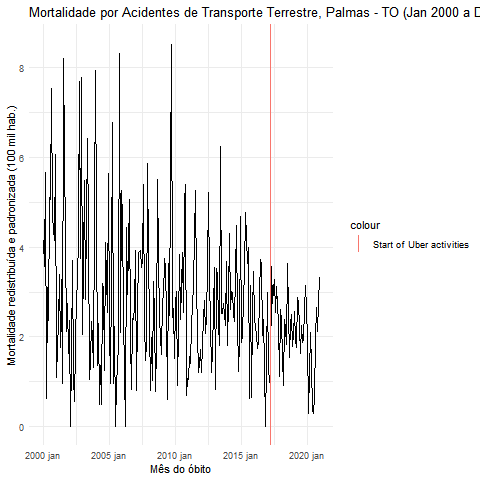 Mortalidade por Acidentes de Transporte Terrestre, Palmas - TO (Jan 2000 a D
Mortalidade redistribuída e padronizada (100 mil hab.)
8
6
4
2
0
2000 jan
2005 jan
2010 jan
2015 jan
2020 jan
Mês do óbito
colour
Start of Uber activities